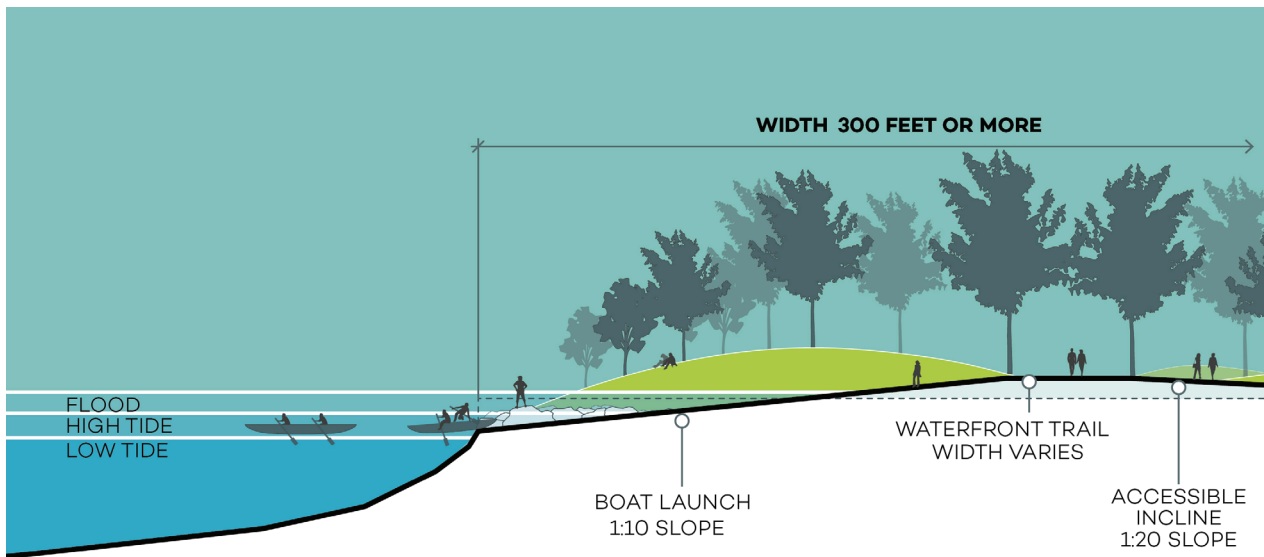 WIDTH 300 FEET OR MORE
FLOOD
HIGH TIDE
LOW TIDE
BOAT LAUNCH
1:10 SLOPE
WATERFRONT TRAIL
WIDTH VARIES
ACCESSIBLE
INCLINE
1:20 SLOPE